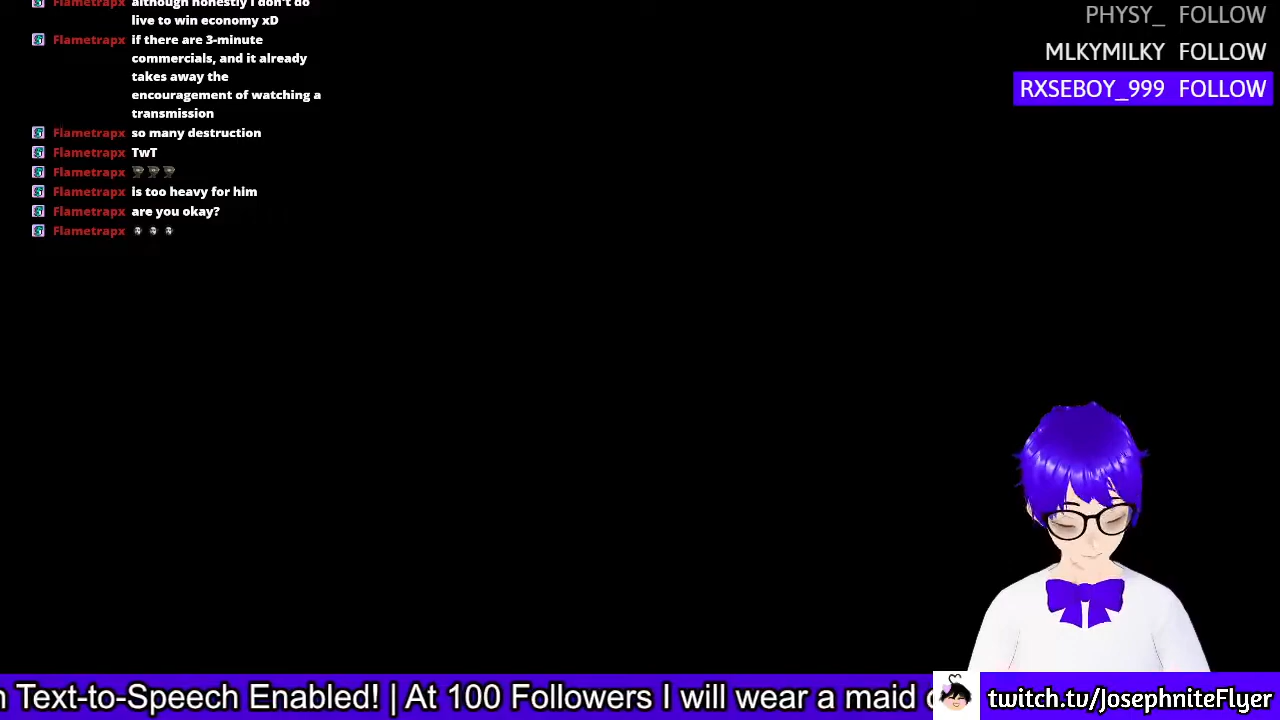 Flametrapx although honestly I don't do
live to win economy xD
Flametrapx if there are 3-minute
commercials, and it already
takes away the
encouragement of watching a
transmission
Flametrapx so many destruction
Flametrapx TwT
Flametrapx
Flametrapx is too heavy for him
Flametrapx are you okay?
Flametrapx
PHYSY_ FOLLOW
MLKYMILKY FOLLOW
RXSEBOY_999 FOLLOW
Text-to-Speech Enabled! | At 100 Followers I will wear a maid
twitch.tv/JosephniteFlyer